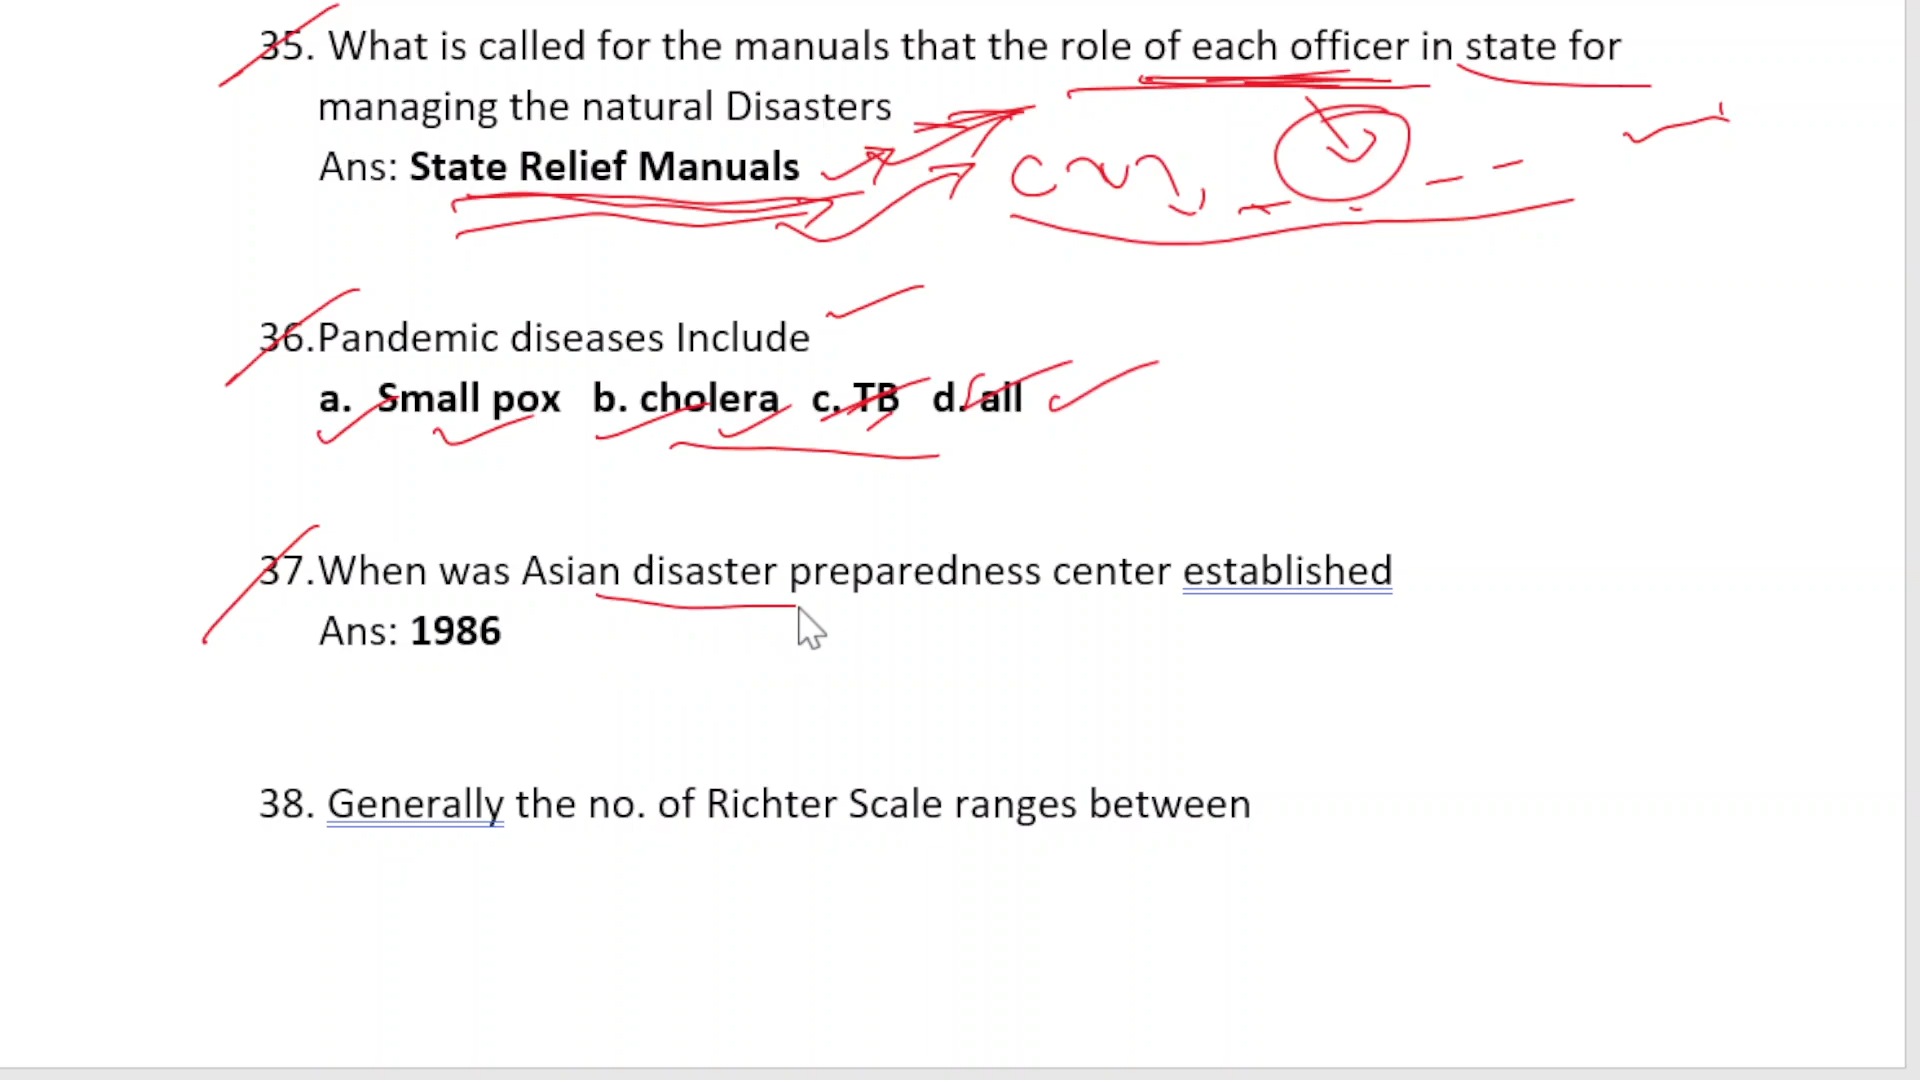 35. What is called for the manuals that the role of each officer in state for
managing the natural Disasters
Ans: State Relief Manuals
36.Pandemic diseases Include
a. Small pox b. cholera c. TB d. all
37.When was Asian disaster preparedness center established
Ans: 1986
38. Generally the no. of Richter Scale ranges between